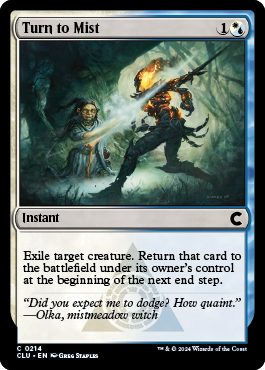 Turn to Mist 1
Instant
Exile target creature. Return that card to
the battlefield under its owner's control
at the beginning of the next end step.
"Did you expect me to dodge? How quaint."
—Olka, mistmeadow witch
C 0214
CLU • EN Greg Staples
™ & © 2024 Wizards of the Coast